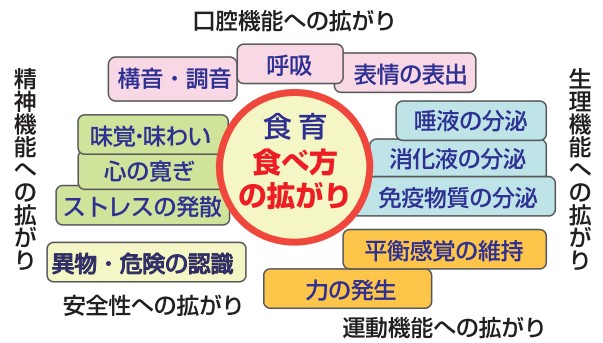 口腔機能への拡がり
構音・調音
呼吸
表情の表出
精神機能への拡がり
味覚・味わい
心の寛ぎ
ストレスの発散
食育
食べ方
の拡がり
唾液の分泌
消化液の分泌
免疫物質の分泌
生理機能への拡がり
異物・危険の認識
安全性への拡がり
平衡感覚の維持
力の発生
運動機能への拡がり